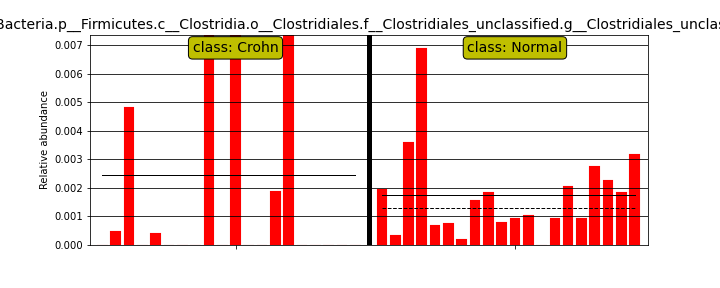 Bacteria.p__Firmicutes.c__Clostridia.o__Clostridiales.f__Clostridiales_unclassified.g__Clostridiales_unclas
class: Crohn
class: Normal
Relative abundance
0.007
0.006
0.005
0.004
0.003
0.002
0.001
0.000